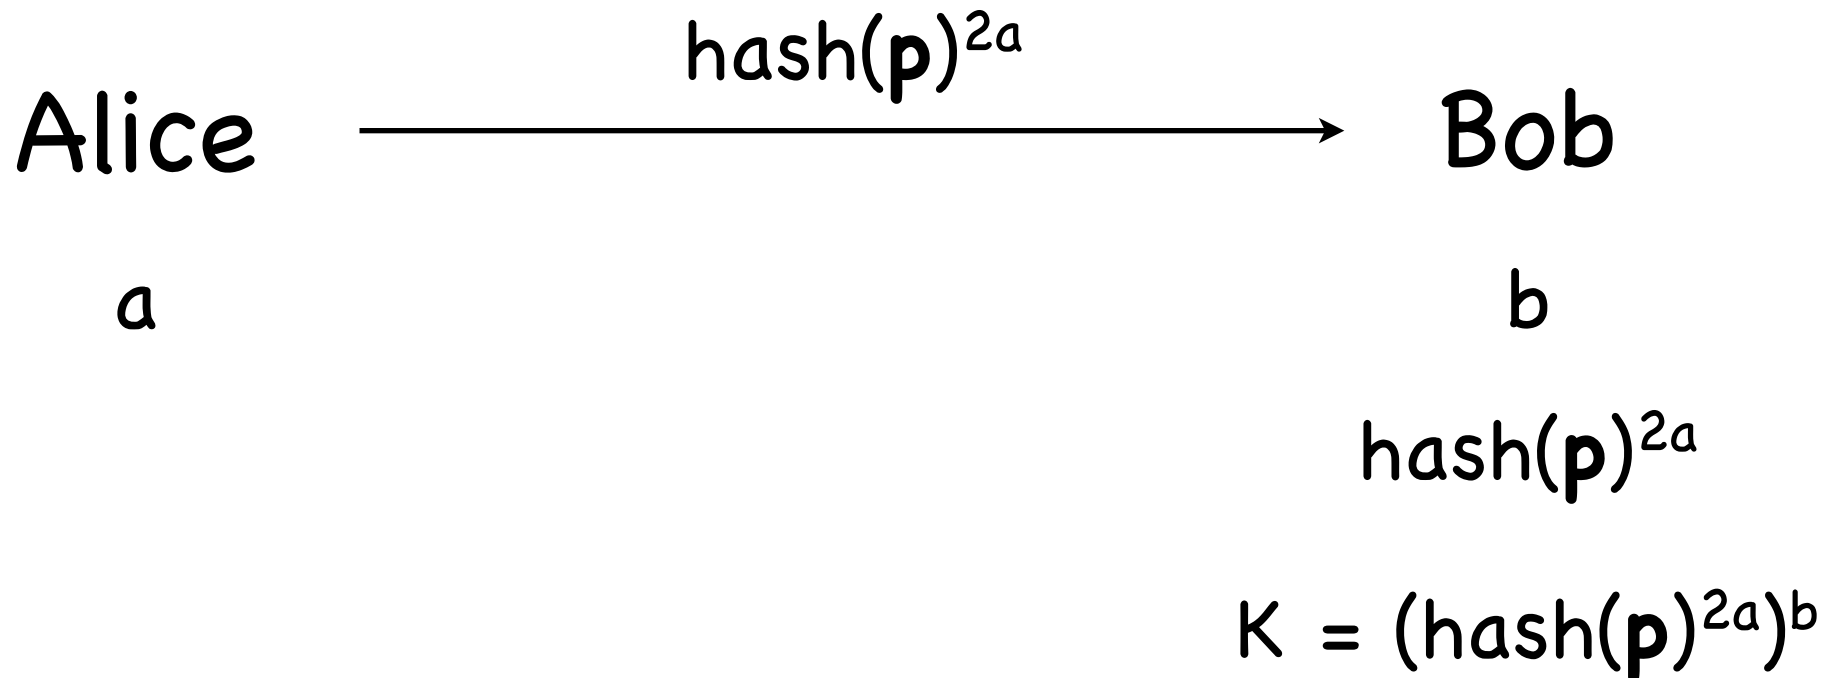 hash(p)²ᵃ
Alice Bob
a b
hash(p)²ᵃ
K = (hash(p)²ᵃ)ᵇ